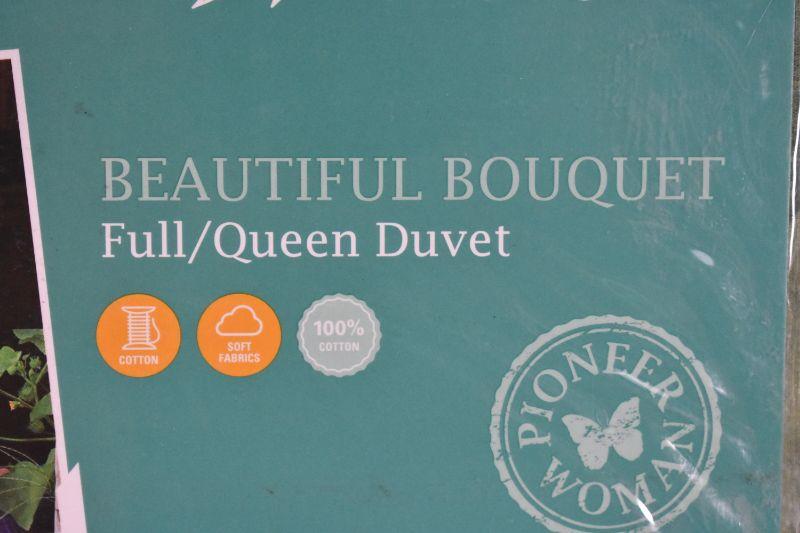 BEAUTIFUL BOUQUET
Full/Queen Duvet
COTTON
SOFT
FABRICS
100%
COTTON
PIONEER
WOMAN